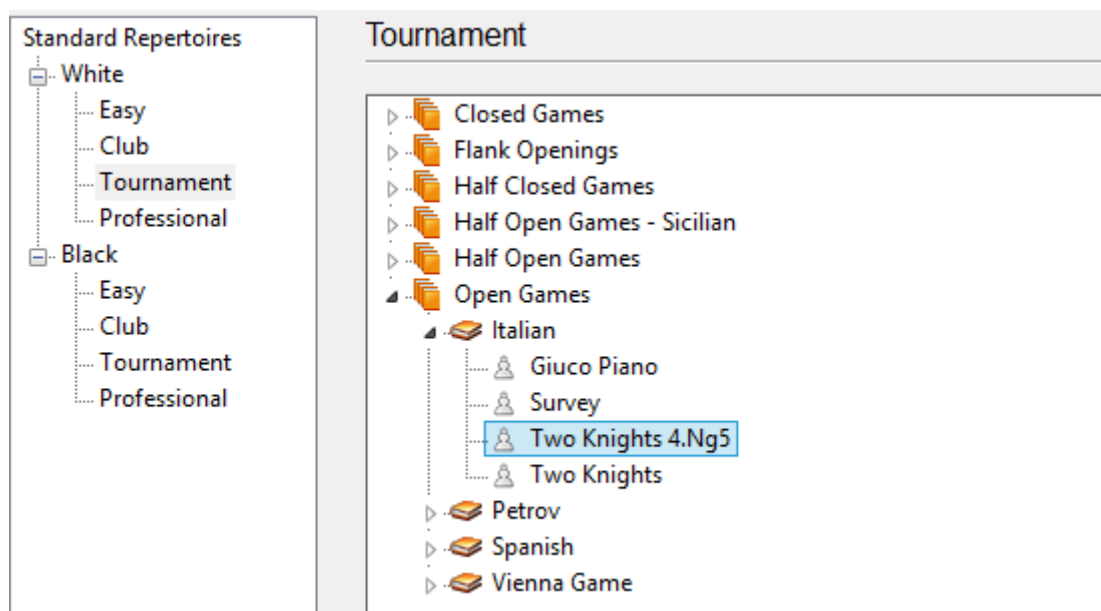 Standard Repertoires
White
Easy
Club
Tournament
Professional
Black
Easy
Club
Tournament
Professional
Tournament
Closed Games
Flank Openings
Half Closed Games
Half Open Games - Sicilian
Half Open Games
Open Games
Italian
Giuco Piano
Survey
Two Knights 4.Ng5
Two Knights
Petrov
Spanish
Vienna Game